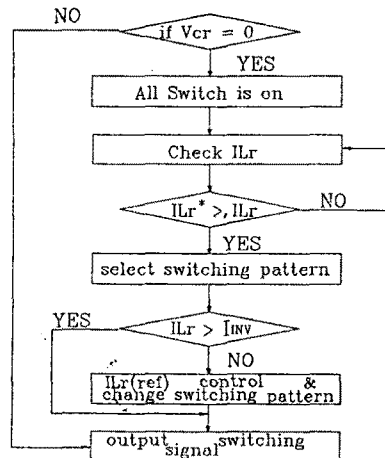 NO
if Vcr = 0
YES
All Switch is on
Check ILr
ILr* >, ILr
NO
YES
select switching pattern
YES
ILr > IINV
NO
ILr(ref) control &
change switching pattern
output switching
signal